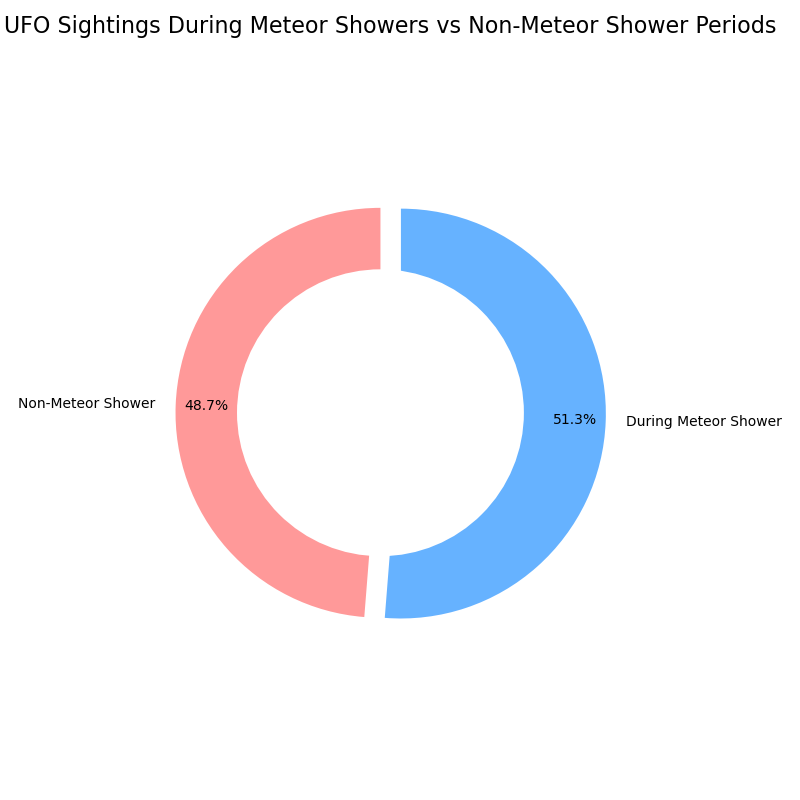 UFO Sightings During Meteor Showers vs Non-Meteor Shower Periods
Non-Meteor Shower
48.7%
51.3%
During Meteor Shower